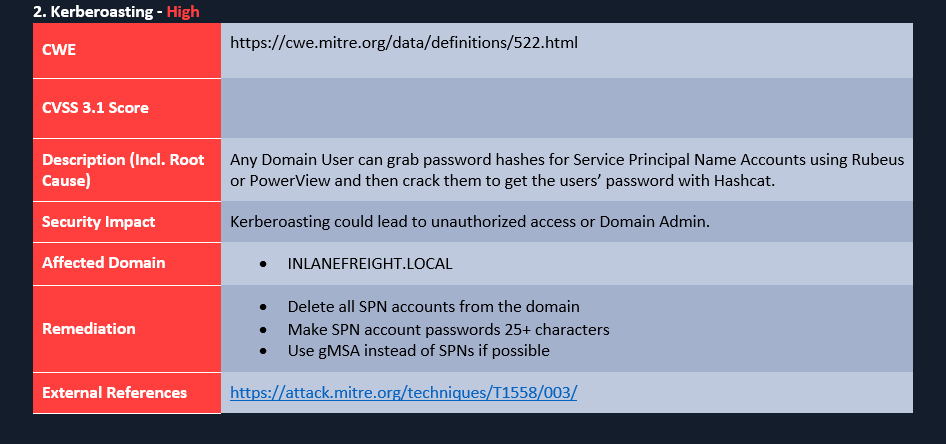 2. Kerberoasting - High
CWE
https://cwe.mitre.org/data/definitions/522.html
CVSS 3.1 Score
Description (Incl. Root
Cause)
Any Domain User can grab password hashes for Service Principal Name Accounts using Rubeus
or PowerView and then crack them to get the users’ password with Hashcat.
Security Impact
Kerberoasting could lead to unauthorized access or Domain Admin.
Affected Domain
• INLANEFREIGHT.LOCAL
Remediation
• Delete all SPN accounts from the domain
• Make SPN account passwords 25+ characters
• Use gMSA instead of SPNs if possible
External References
https://attack.mitre.org/techniques/T1558/003/